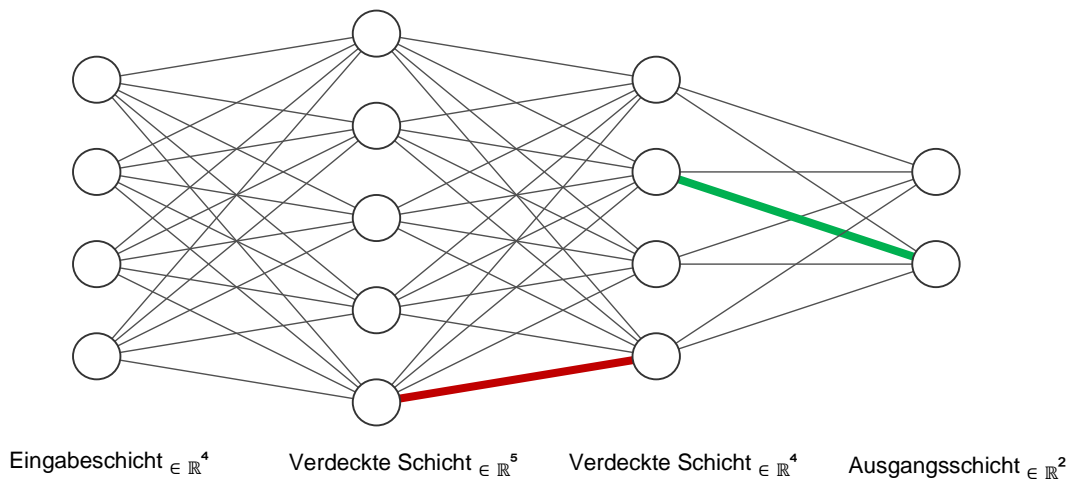 Eingabeschicht ∈ ℝ⁴
Verdeckte Schicht ∈ ℝ⁵
Verdeckte Schicht ∈ ℝ⁴
Ausgangsschicht ∈ ℝ²